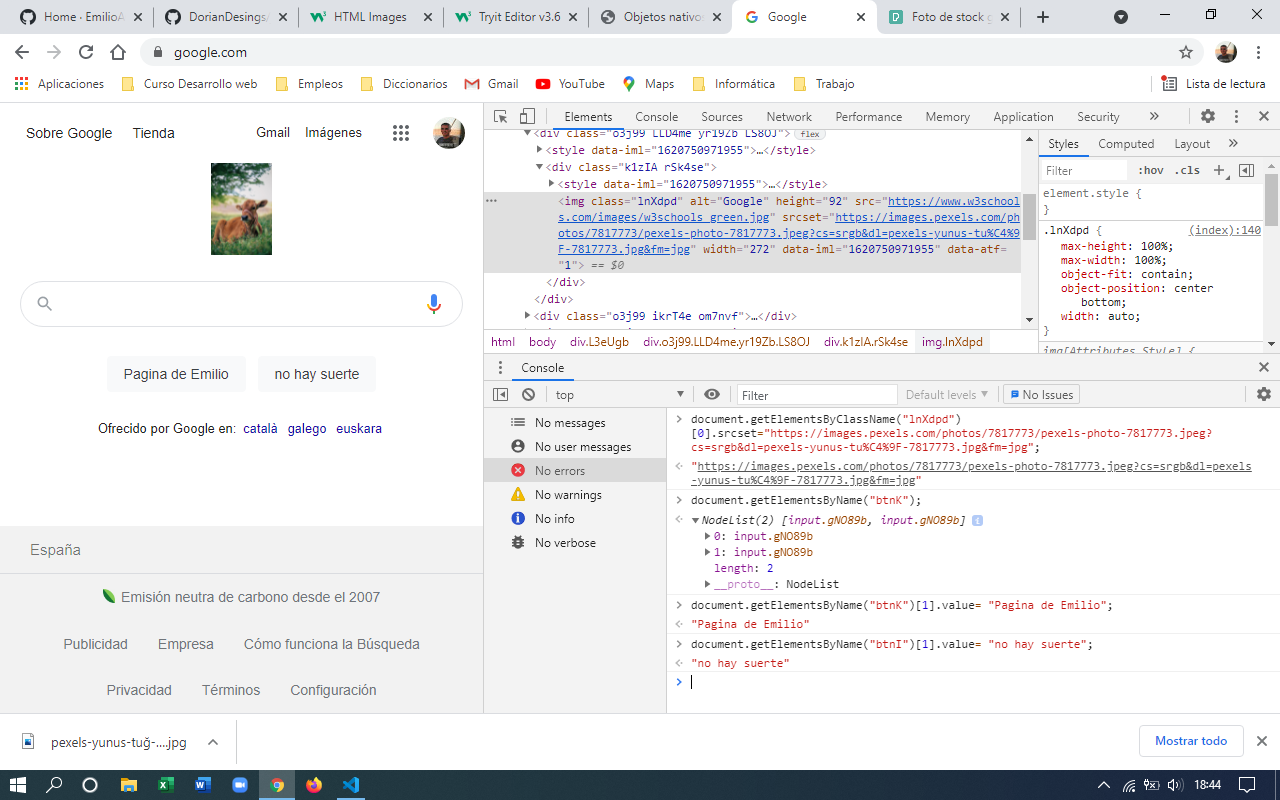 Home · EmilioA
DorianDesings/
HTML Images
Tryit Editor v3.6
Objetos nativos
Google
Foto de stock g
google.com
Aplicaciones
Curso Desarrollo web
Empleos
Diccionarios
Gmail
YouTube
Maps
Informática
Trabajo
Lista de lectura
Sobre Google
Tienda
Gmail
Imágenes
Pagina de Emilio
no hay suerte
Ofrecido por Google en: català galego euskara
España
Emisión neutra de carbono desde el 2007
Publicidad
Empresa
Cómo funciona la Búsqueda
Privacidad
Términos
Configuración
Elements
Console
Sources
Network
Performance
Memory
Application
Security
<div class="o3j99 LLD4me yr19Zb LS8OJ"> flex
<style data-iml="1620750971955">…</style>
<div class="k1zIA rSk4se">
<style data-iml="1620750971955">…</style>
<img class="lnXdpd" alt="Google" height="92" src="https://www.w3school
s.com/images/w3schools_green.jpg" srcset="https://images.pexels.com/ph
otos/7817773/pexels-photo-7817773.jpeg?cs=srgb&dl=pexels-yunus-tu%C4%9
F-7817773.jpg&fm=jpg" width="272" data-iml="1620750971955" data-atf=
"1"> == $0
</div>
</div>
<div class="o3j99 ikrT4e om7nvf">…</div>
html
body
div.L3eUgb
div.o3j99.LLD4me.yr19Zb.LS8OJ
div.k1zIA.rSk4se
img.lnXdpd
Styles
Computed
Layout
Filter
:hov .cls
element.style {
}
.lnXdpd { (index):140
max-height: 100%;
max-width: 100%;
object-fit: contain;
object-position: center
bottom;
width: auto;
}
img[Attributes Style] {
Console
top
Filter
Default levels
No Issues
No messages
No user messages
No errors
No warnings
No info
No verbose
document.getElementsByClassName("lnXdpd")
[0].srcset="https://images.pexels.com/photos/7817773/pexels-photo-7817773.jpeg?
cs=srgb&dl=pexels-yunus-tu%C4%9F-7817773.jpg&fm=jpg";
"https://images.pexels.com/photos/7817773/pexels-photo-7817773.jpeg?cs=srgb&dl=pexels
-yunus-tu%C4%9F-7817773.jpg&fm=jpg"
document.getElementsByName("btnK");
NodeList(2) [input.gNO89b, input.gNO89b] i
0: input.gNO89b
1: input.gNO89b
length: 2
__proto__: NodeList
document.getElementsByName("btnK")[1].value= "Pagina de Emilio";
"Pagina de Emilio"
document.getElementsByName("btnI")[1].value= "no hay suerte";
"no hay suerte"
pexels-yunus-tuğ-....jpg
Mostrar todo
18:44